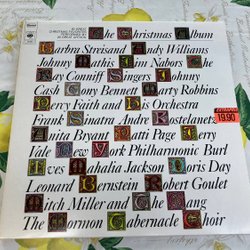 The Christmas Album
Barbra Streisand Andy Williams
Johnny Mathis Jim Nabors The
Ray Conniff Singers Johnny
Cash Tony Bennett Marty Robbins
Percy Faith and His Orchestra
Frank Sinatra Andre Kostelanetz
Anita Bryant Patti Page Jerry
Vale New York Philharmonic Burl
Ives Mahalia Jackson Doris Day
Leonard Bernstein Robert Goulet
Mitch Miller and The Gang
The Mormon Tabernacle Choir
19.90